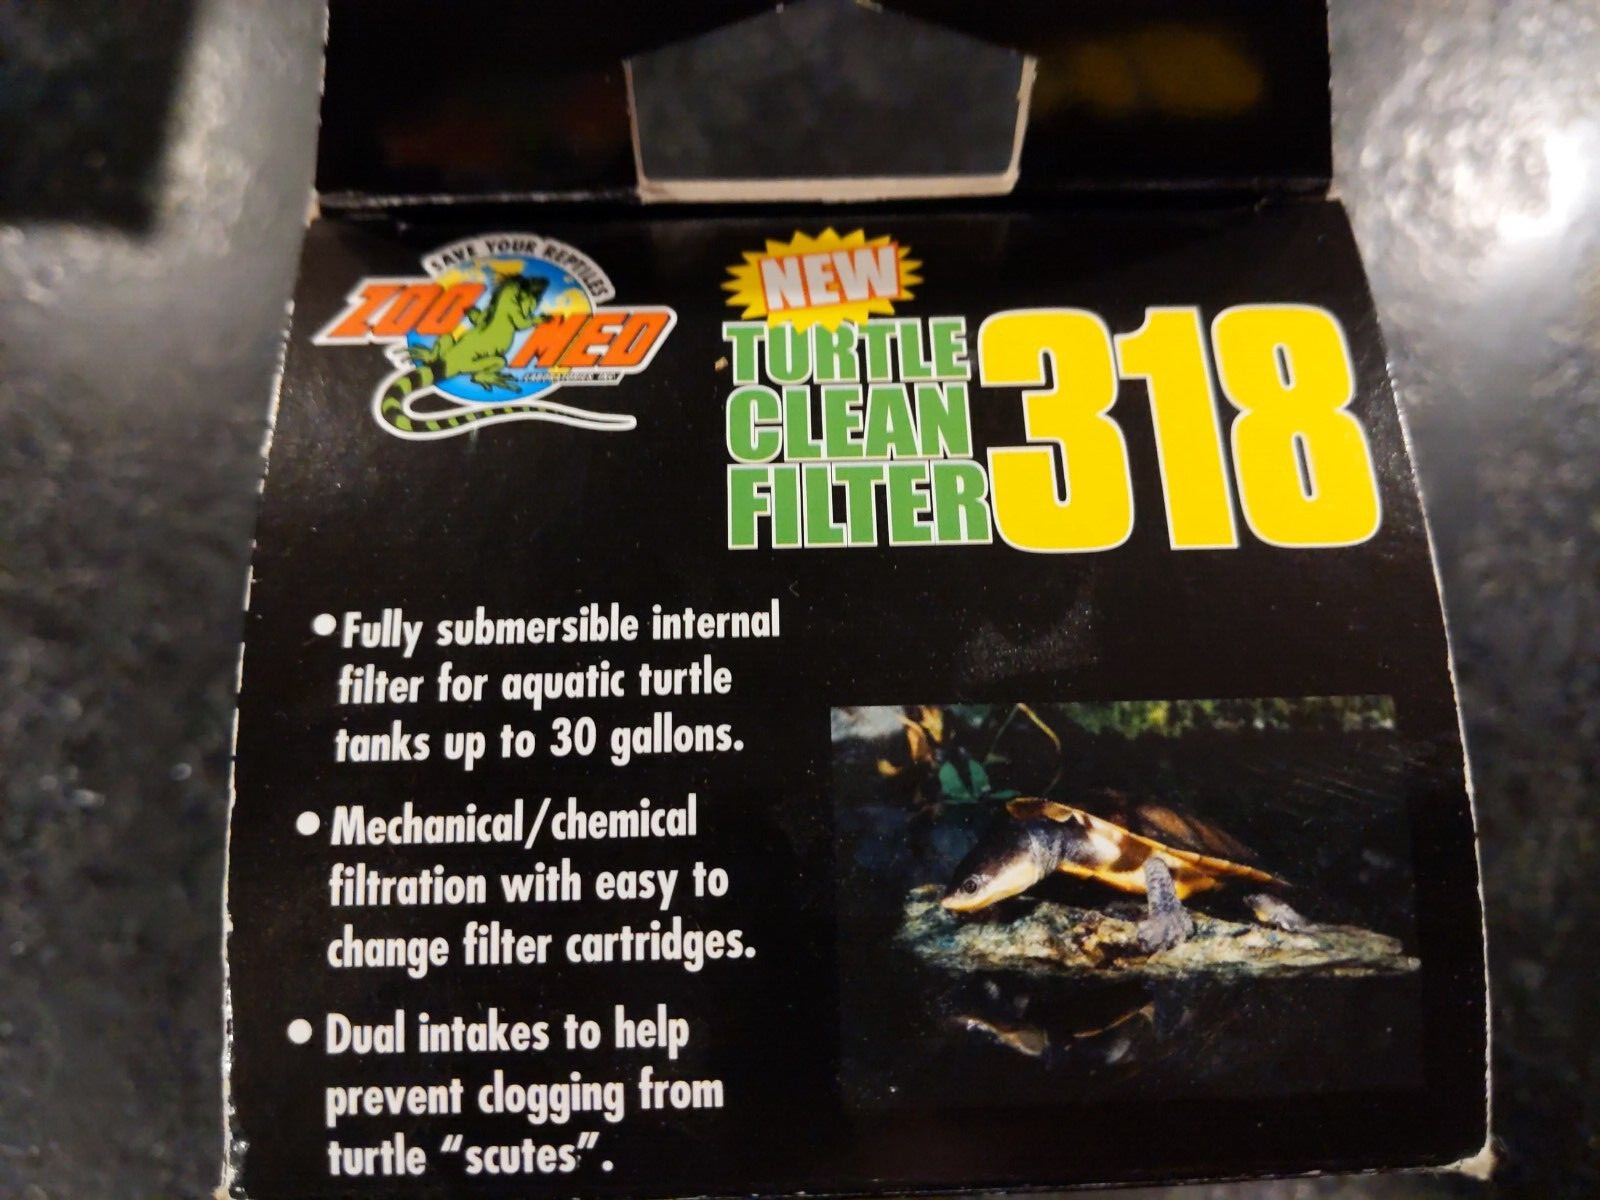 SAVE YOUR REPTILES
ZOO MED
LABORATORIES INC.
NEW
TURTLE
CLEAN
FILTER
318
•Fully submersible internal
filter for aquatic turtle
tanks up to 30 gallons.
•Mechanical/chemical
filtration with easy to
change filter cartridges.
•Dual intakes to help
prevent clogging from
turtle “scutes”.